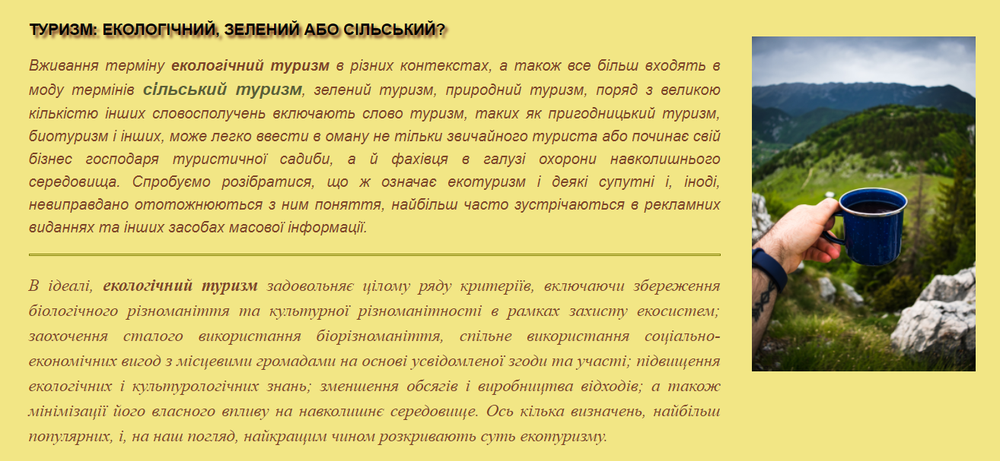 ТУРИЗМ: ЕКОЛОГІЧНИЙ, ЗЕЛЕНИЙ АБО СІЛЬСЬКИЙ?
Вживання терміну екологічний туризм в різних контекстах, а також все більш входять в
моду термінів сільський туризм, зелений туризм, природний туризм, поряд з великою
кількістю інших словосполучень включають слово туризм, таких як пригодницький туризм,
биотуризм і інших, може легко ввести в оману не тільки звичайного туриста або починає свій
бізнес господаря туристичної садиби, а й фахівця в галузі охорони навколишнього
середовища. Спробуємо розібратися, що ж означає екотуризм і деякі супутні і, іноді,
невиправдано ототожнюються з ним поняття, найбільш часто зустрічаються в рекламних
виданнях та інших засобах масової інформації.
В ідеалі, екологічний туризм задовольняє цілому ряду критеріїв, включаючи збереження
біологічного різноманіття та культурної різноманітності в рамках захисту екосистем;
заохочення сталого використання біорізноманіття, спільне використання соціально-
економічних вигод з місцевими громадами на основі усвідомленої згоди та участі; підвищення
екологічних і культурологічних знань; зменшення обсягів і виробництва відходів; а також
мінімізації його власного впливу на навколишнє середовище. Ось кілька визначень, найбільш
популярних, і, на наш погляд, найкращим чином розкривають суть екотуризму.